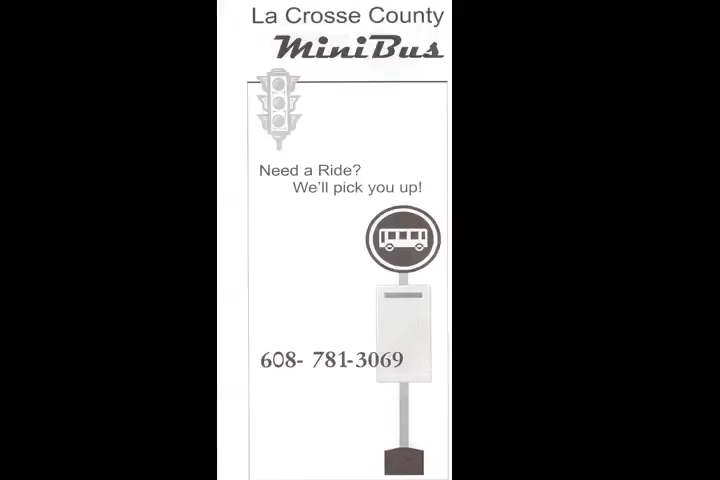 La Crosse County
MiniBus
Need a Ride?
We'll pick you up!
608- 781-3069